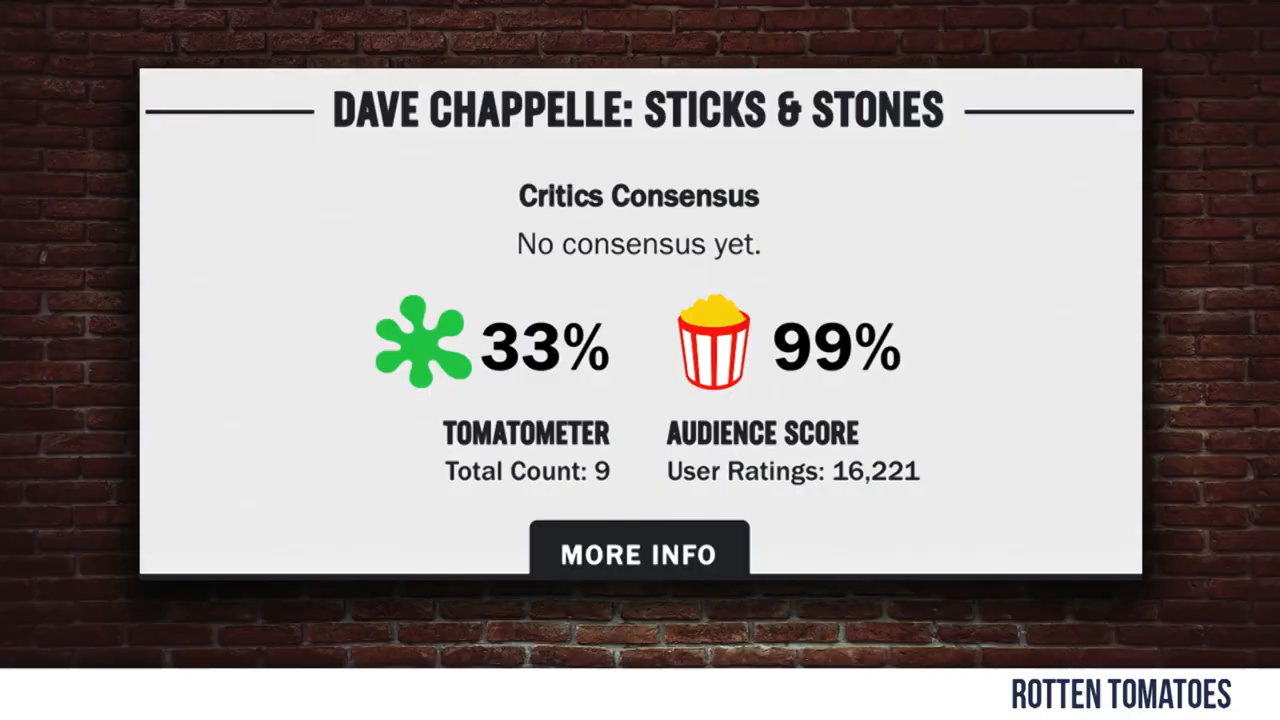 DAVE CHAPPELLE: STICKS & STONES
Critics Consensus
No consensus yet.
33% 99%
TOMATOMETER AUDIENCE SCORE
Total Count: 9 User Ratings: 16,221
MORE INFO
ROTTEN TOMATOES